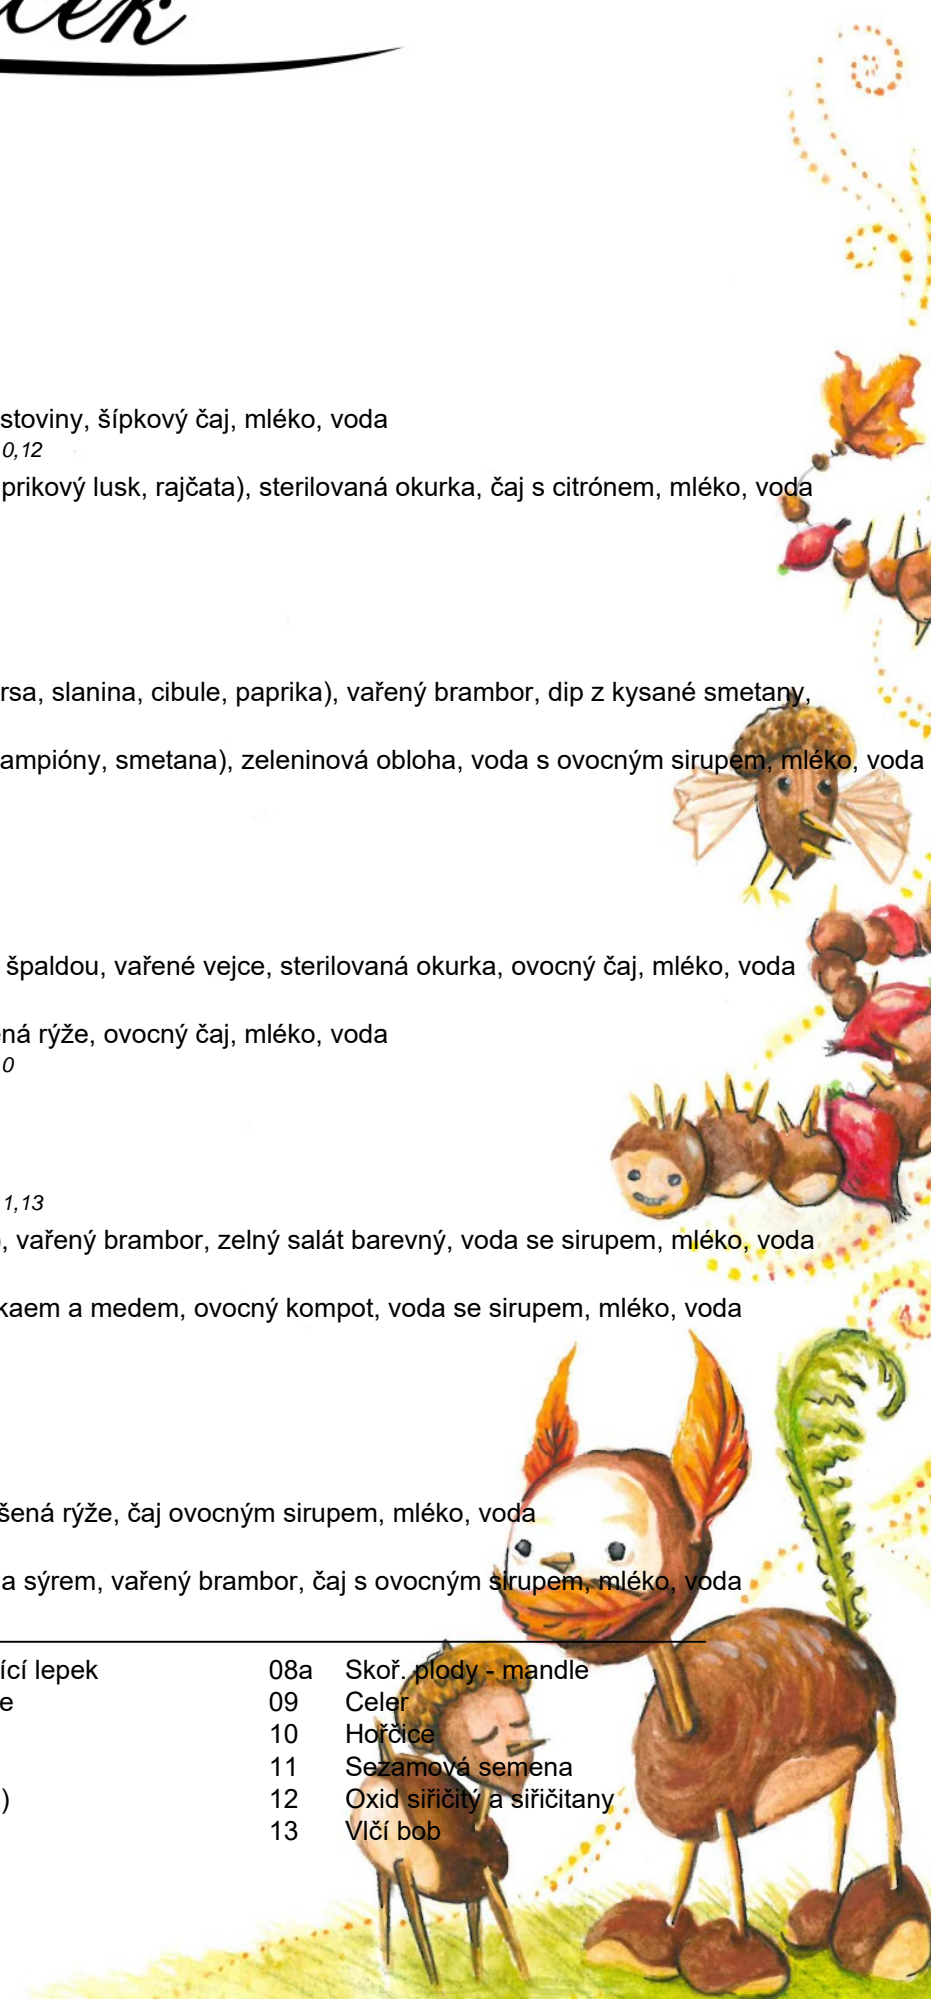 ček
stoviny, šípkový čaj, mléko, voda
0,12
prikový lusk, rajčata), sterilovaná okurka, čaj s citrónem, mléko, voda
rsa, slanina, cibule, paprika), vařený brambor, dip z kysané smetany,
ampióny, smetana), zeleninová obloha, voda s ovocným sirupem, mléko, voda
špaldou, vařené vejce, sterilovaná okurka, ovocný čaj, mléko, voda
ná rýže, ovocný čaj, mléko, voda
0
1,13
, vařený brambor, zelný salát barevný, voda se sirupem, mléko, voda
kaem a medem, ovocný kompot, voda se sirupem, mléko, voda
šená rýže, čaj ovocným sirupem, mléko, voda
a sýrem, vařený brambor, čaj s ovocným sirupem, mléko, voda
ící lepek 08a Skoř. plody - mandle
e 09 Celer
10 Hořčice
11 Sezamová semena
) 12 Oxid siřičitý a siřičitany
13 Vlčí bob